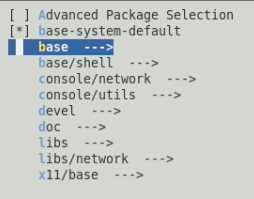 [ ] Advanced Package Selection
[*] base-system-default
base --->
base/shell --->
console/network --->
console/utils --->
devel --->
doc --->
libs --->
libs/network --->
x11/base --->